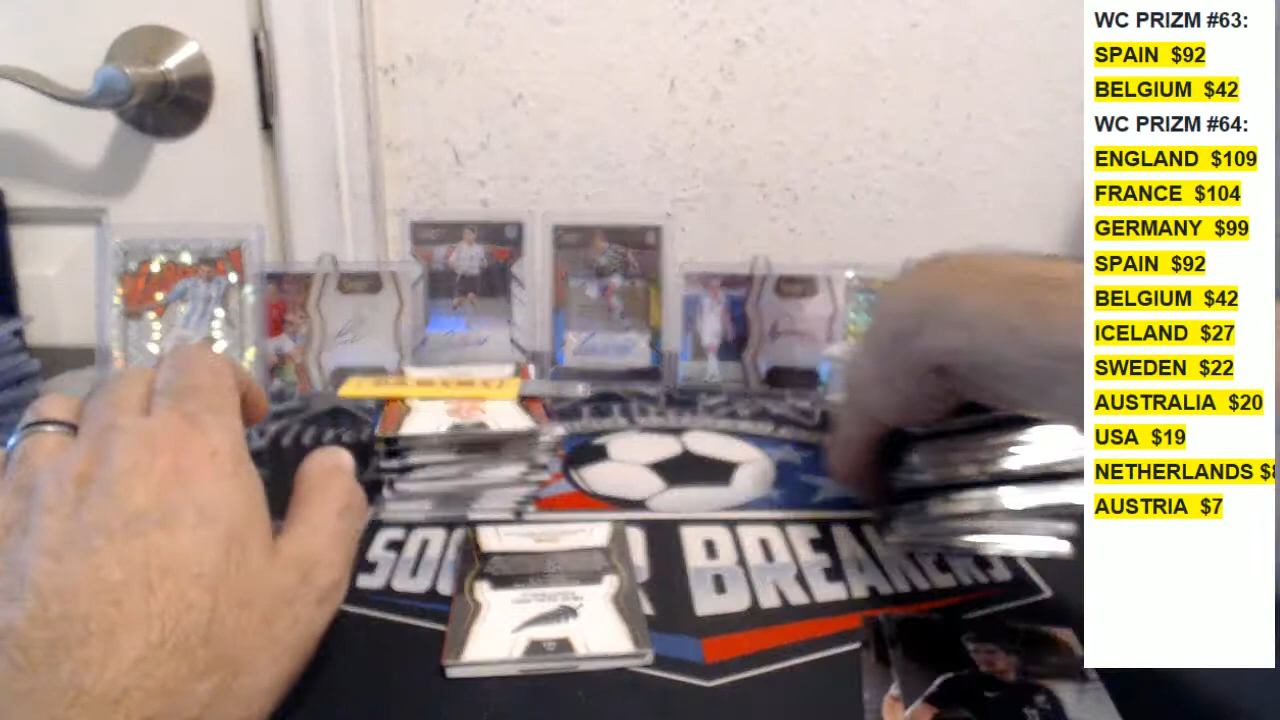 WC PRIZM #63:
SPAIN $92
BELGIUM $42
WC PRIZM #64:
ENGLAND $109
FRANCE $104
GERMANY $99
SPAIN $92
BELGIUM $42
ICELAND $27
SWEDEN $22
AUSTRALIA $20
USA $19
NETHERLANDS
AUSTRIA $7
BREAKERS